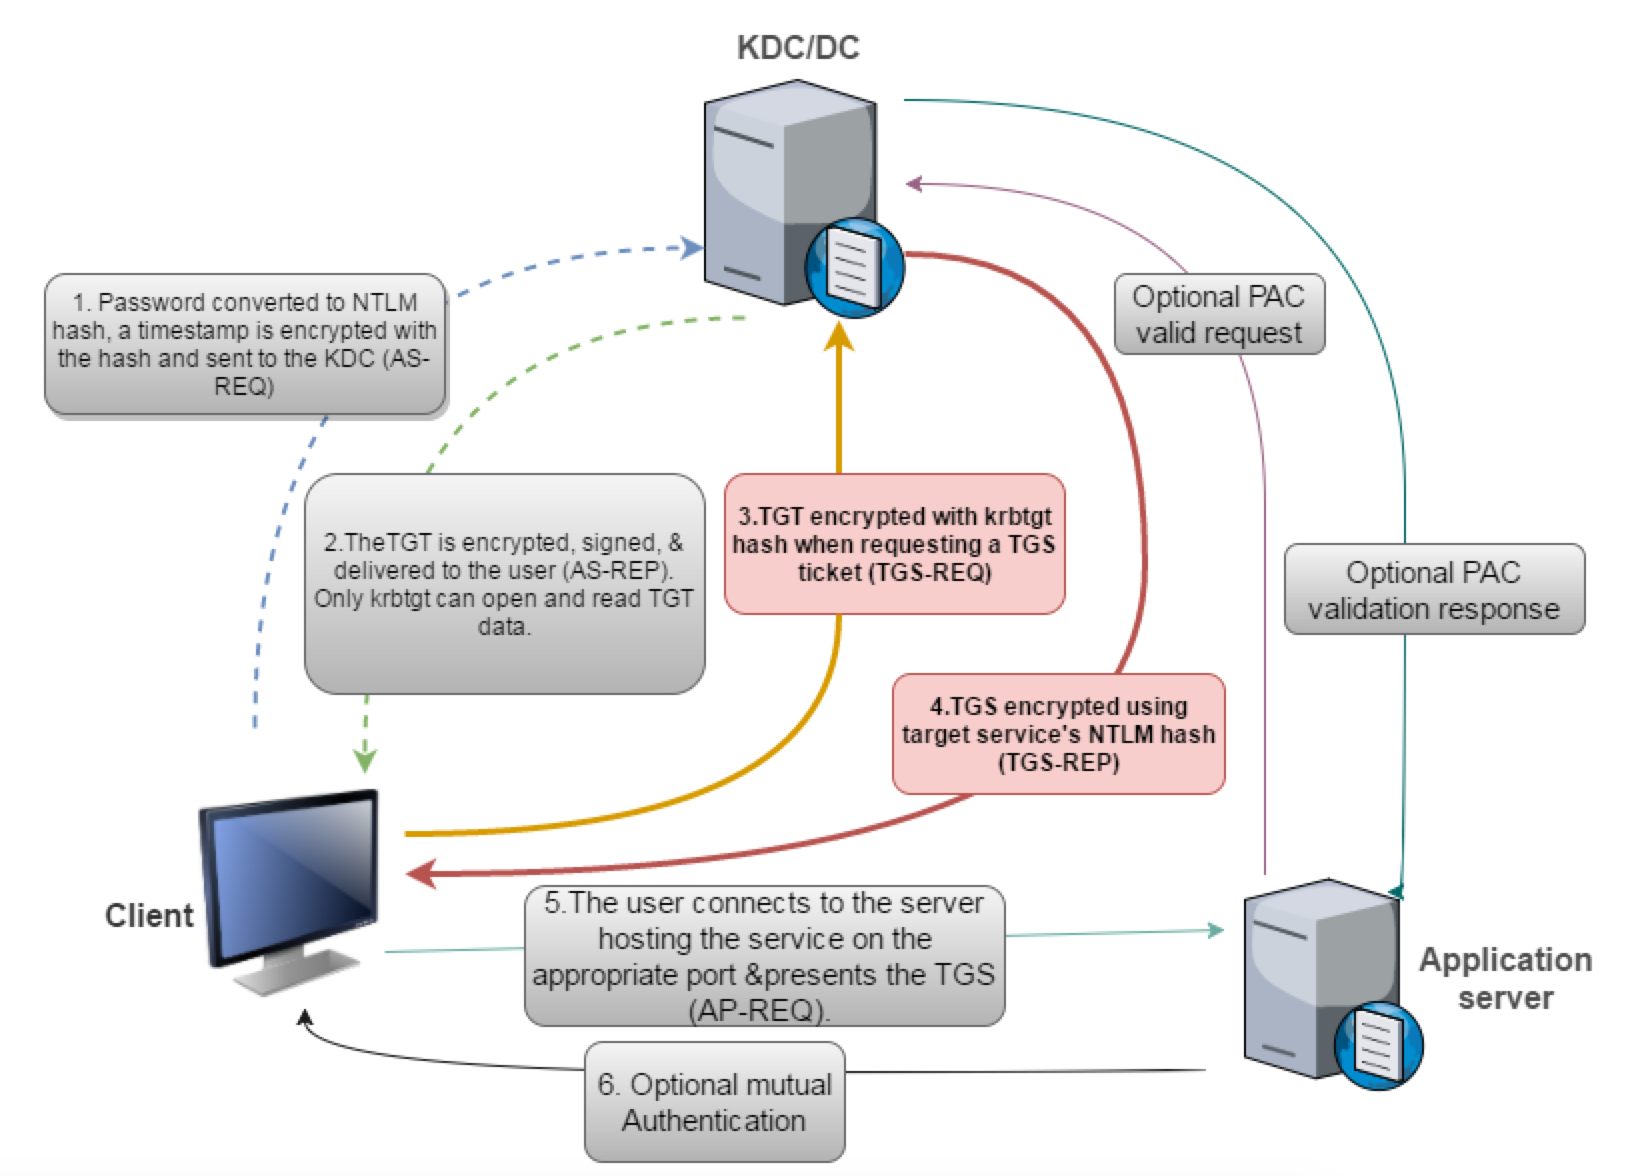 KDC/DC
1. Password converted to NTLM
hash, a timestamp is encrypted with
the hash and sent to the KDC (AS-
REQ)
Optional PAC
valid request
2.TheTGT is encrypted, signed, &
delivered to the user (AS-REP).
Only krbtgt can open and read TGT
data.
3.TGT encrypted with krbtgt
hash when requesting a TGS
ticket (TGS-REQ)
Optional PAC
validation response
4.TGS encrypted using
target service's NTLM hash
(TGS-REP)
Client
5.The user connects to the server
hosting the service on the
appropriate port &presents the TGS
(AP-REQ).
Application
server
6. Optional mutual
Authentication